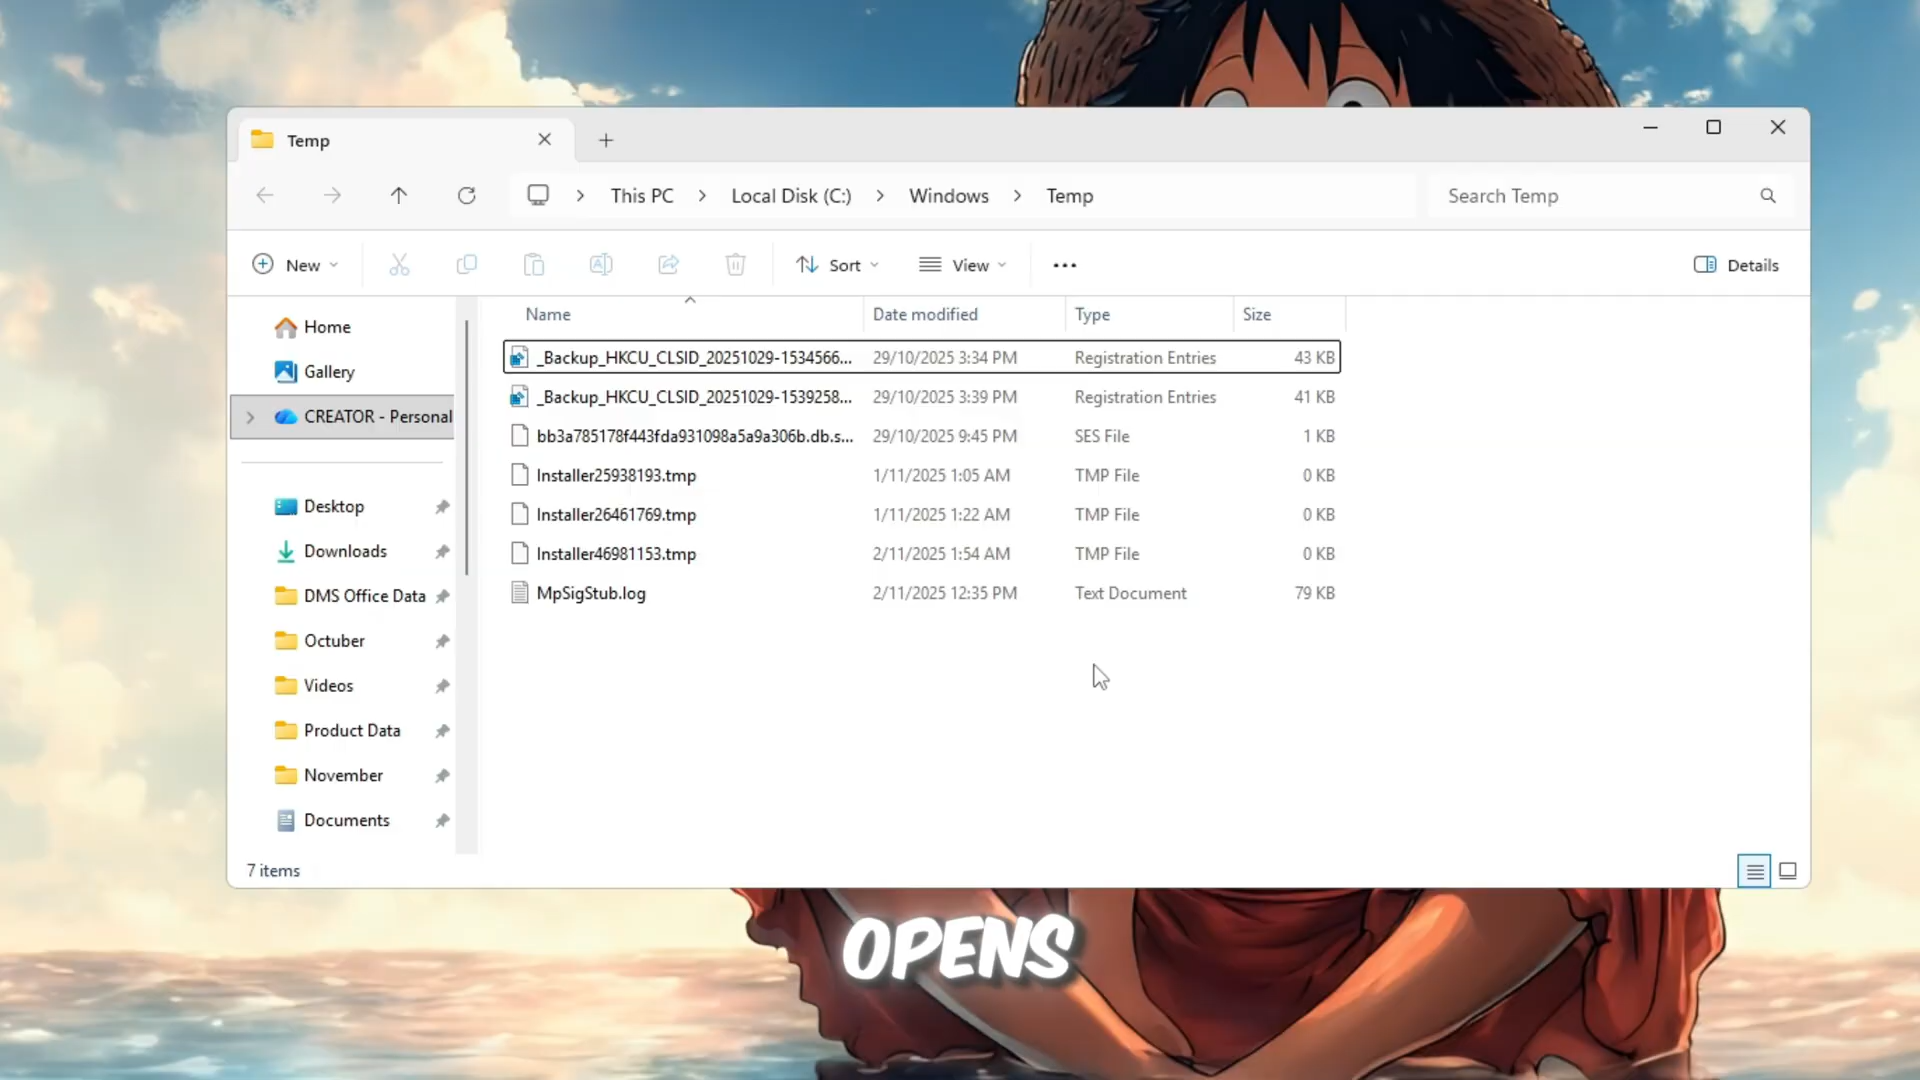 Temp
This PC > Local Disk (C:) > Windows > Temp
Search Temp
New
Sort
View
Details
Name Date modified Type Size
_Backup_HKCU_CLSID_20251029-1534566... 29/10/2025 3:34 PM Registration Entries 43 KB
_Backup_HKCU_CLSID_20251029-1539258... 29/10/2025 3:39 PM Registration Entries 41 KB
bb3a785178f443fda931098a5a9a306b.db.s... 29/10/2025 9:45 PM SES File 1 KB
Installer25938193.tmp 1/11/2025 1:05 AM TMP File 0 KB
Installer26461769.tmp 1/11/2025 1:22 AM TMP File 0 KB
Installer46981153.tmp 2/11/2025 1:54 AM TMP File 0 KB
MpSigStub.log 2/11/2025 12:35 PM Text Document 79 KB
Home
Gallery
CREATOR - Personal
Desktop
Downloads
DMS Office Data
Octuber
Videos
Product Data
November
Documents
7 items
OPENS